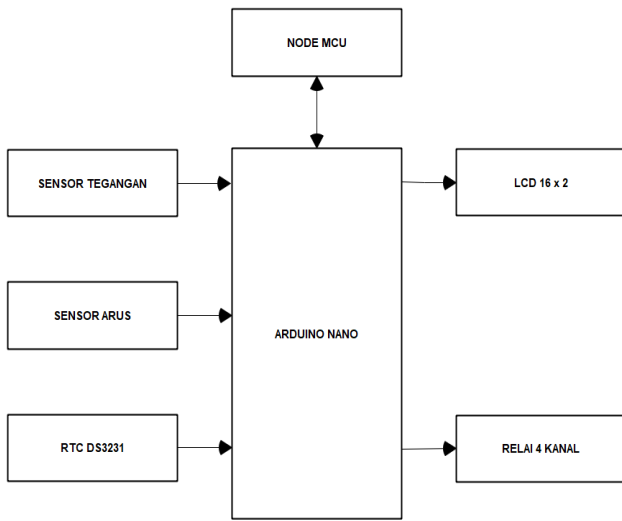 NODE MCU
SENSOR TEGANGAN
LCD 16 x 2
SENSOR ARUS
ARDUINO NANO
RTC DS3231
RELAI 4 KANAL